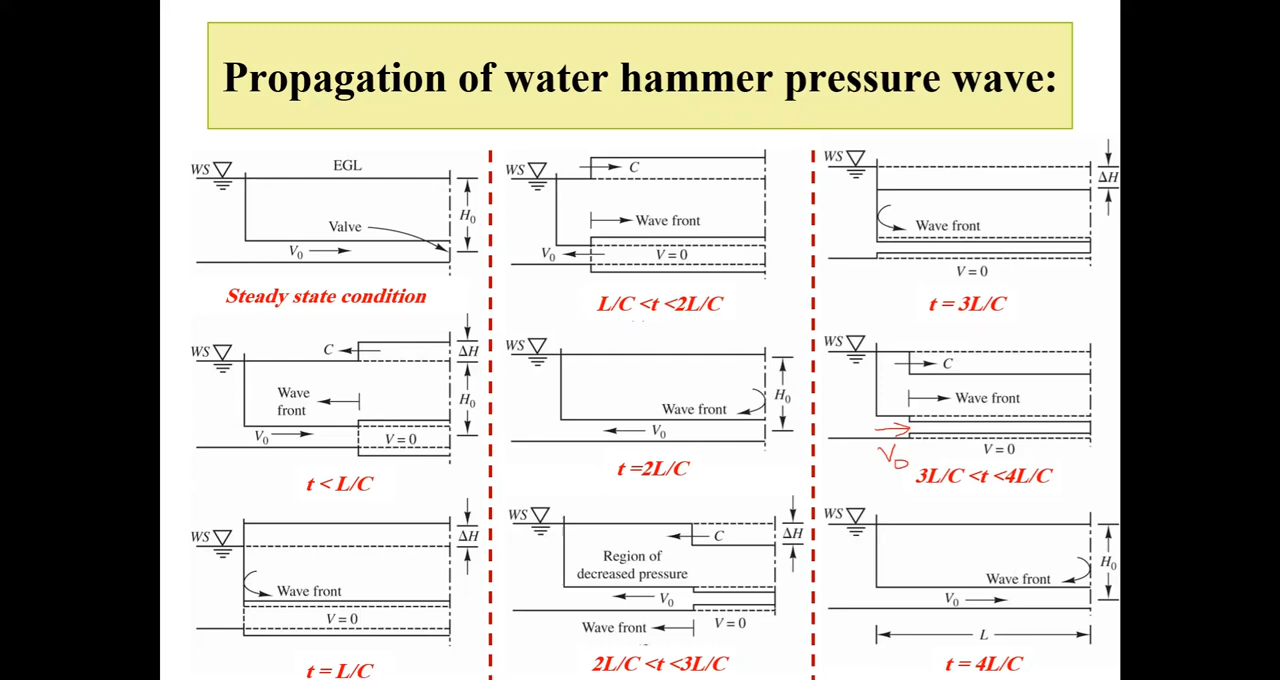 Propagation of water hammer pressure wave:
WS
EGL
H₀
Valve
V₀
Steady state condition
C
ΔH
WS
Wave
front
H₀
V₀
V = 0
t < L/C
WS
ΔH
Wave front
V = 0
t = L/C
WS
C
Wave front
V₀
V = 0
L/C <t <2L/C
WS
H₀
Wave front
V₀
t =2L/C
WS
C
ΔH
Region of
decreased pressure
V₀
Wave front
V = 0
2L/C <t <3L/C
WS
ΔH
Wave front
V = 0
t = 3L/C
WS
C
Wave front
V₀
V = 0
3L/C <t <4L/C
WS
H₀
Wave front
V₀
L
t = 4L/C